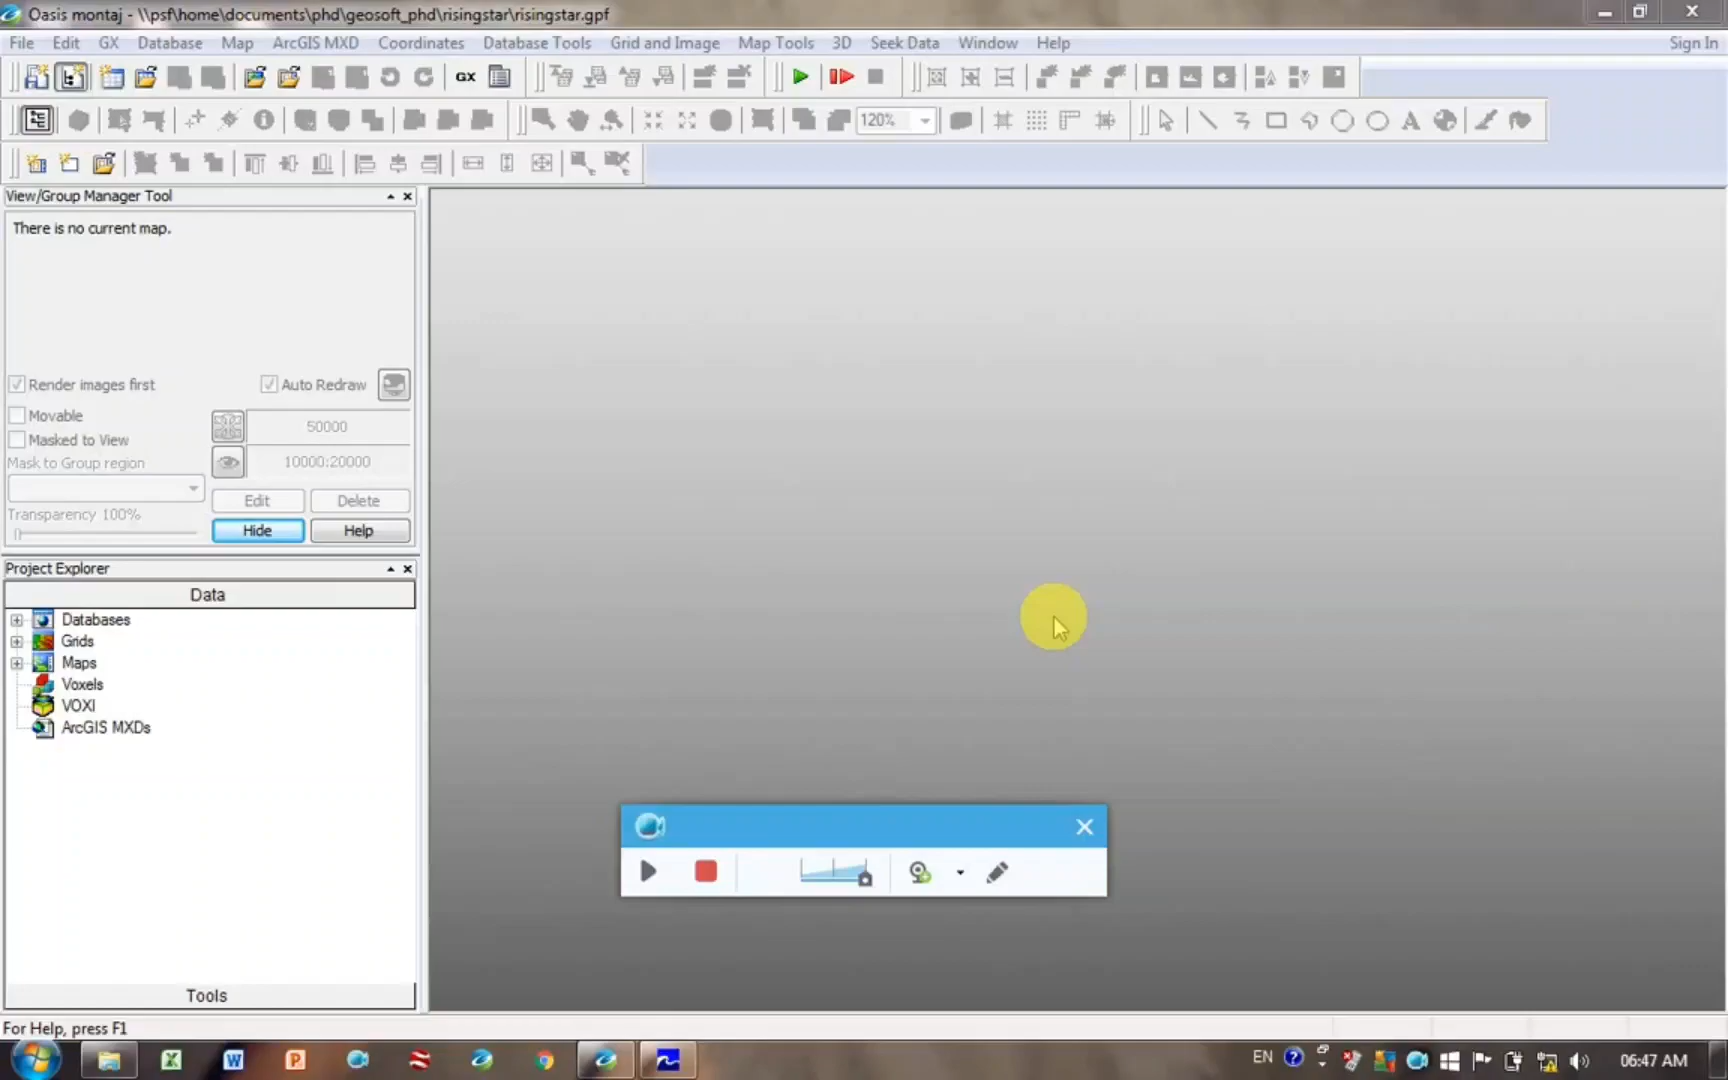 Oasis montaj - \\psf\home\documents\phd\geosoft_phd\risingstar\risingstar.gpf
File Edit GX Database Map ArcGIS MXD Coordinates Database Tools Grid and Image Map Tools 3D Seek Data Window Help Sign In
GX
120%
View/Group Manager Tool
There is no current map.
Render images first Auto Redraw
Movable 50000
Masked to View
Mask to Group region 10000:20000
Edit Delete
Transparency 100%
Hide Help
Project Explorer
Data
Databases
Grids
Maps
Voxels
VOXI
ArcGIS MXDs
Tools
For Help, press F1
EN 06:47 AM